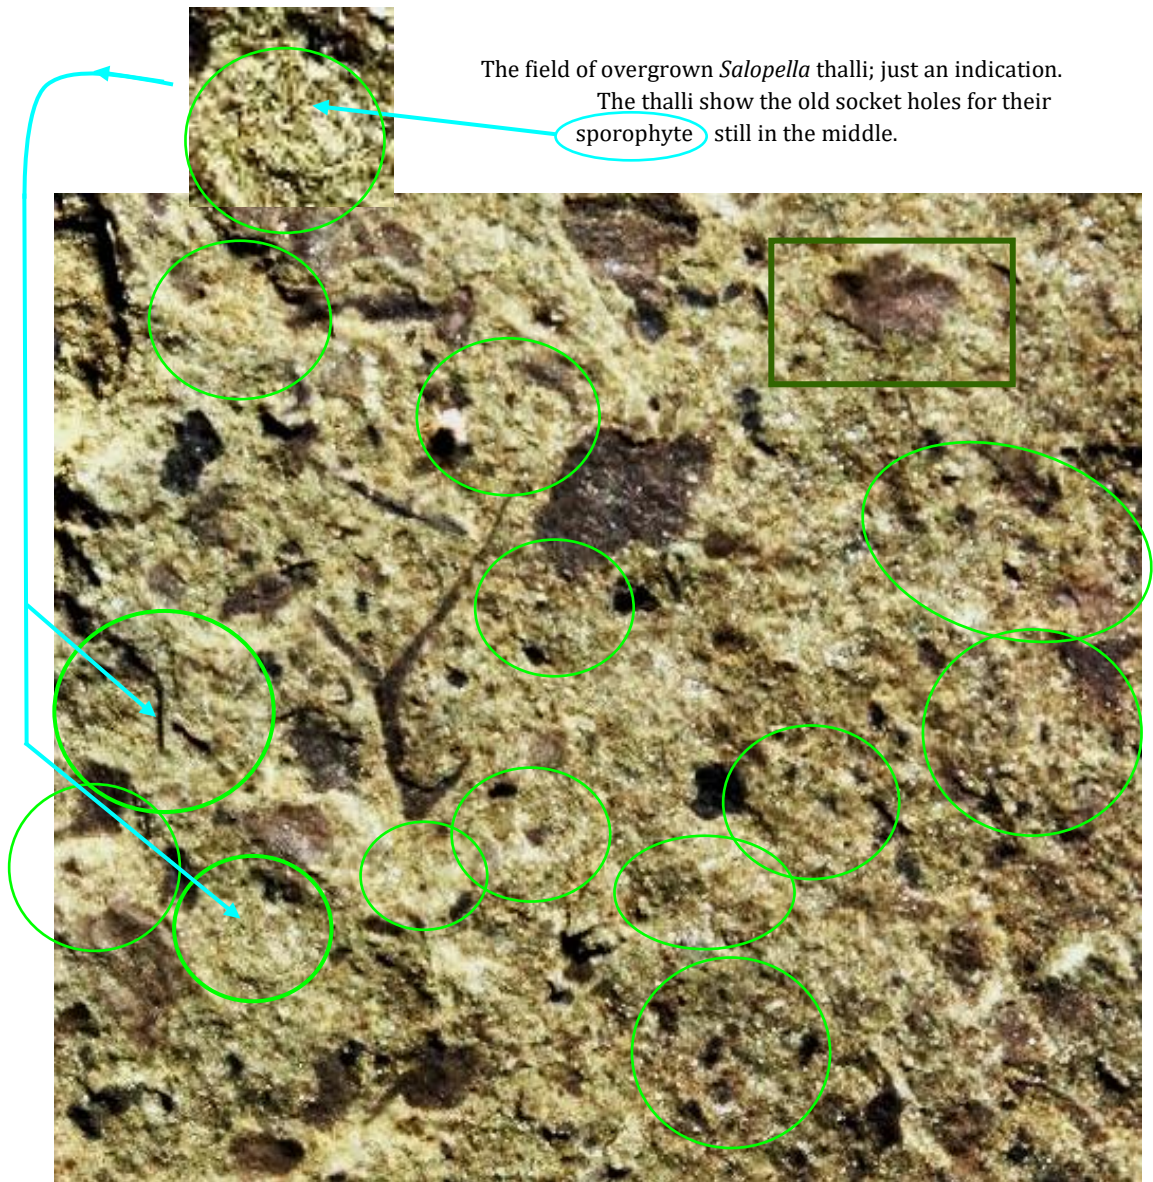 The field of overgrown Salopella thalli; just an indication.
The thalli show the old socket holes for their
sporophyte still in the middle.